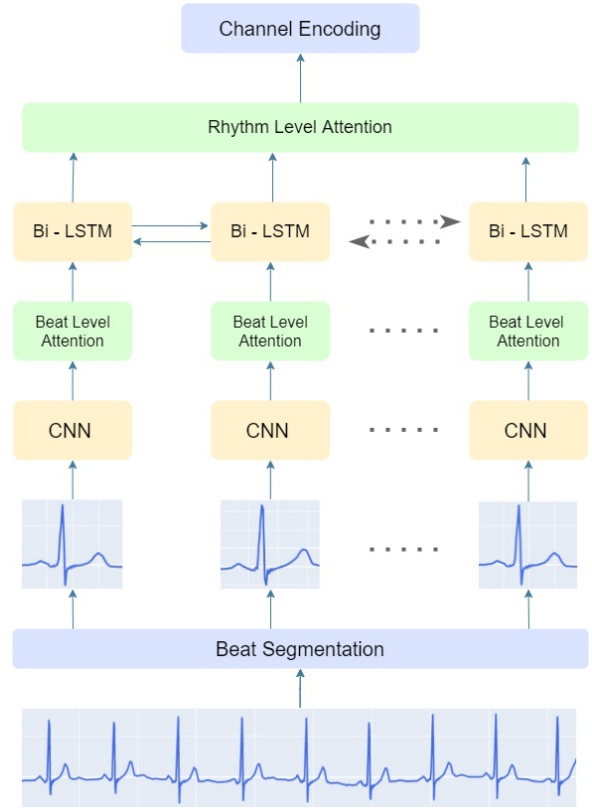 Channel Encoding
Rhythm Level Attention
Bi - LSTM
Bi - LSTM
Bi - LSTM
Beat Level
Attention
Beat Level
Attention
Beat Level
Attention
CNN
CNN
CNN
Beat Segmentation